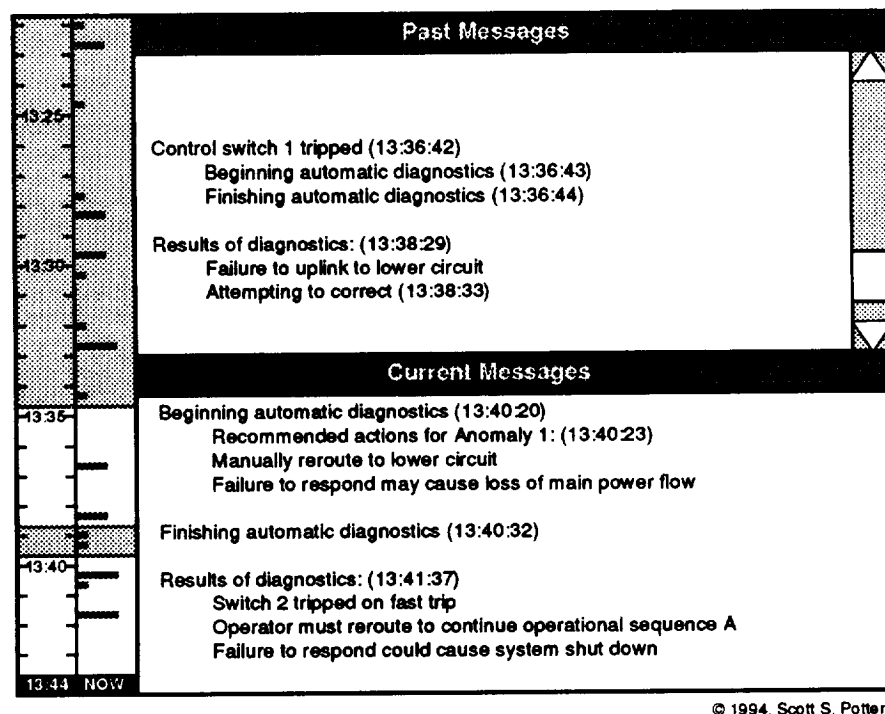 Past Messages
13:25
Control switch 1 tripped (13:36:42)
Beginning automatic diagnostics (13:36:43)
Finishing automatic diagnostics (13:36:44)
Results of diagnostics: (13:38:29)
13:30
Failure to uplink to lower circuit
Attempting to correct (13:38:33)
Current Messages
13:35
Beginning automatic diagnostics (13:40:20)
Recommended actions for Anomaly 1: (13:40:23)
Manually reroute to lower circuit
Failure to respond may cause loss of main power flow
Finishing automatic diagnostics (13:40:32)
13:40
Results of diagnostics: (13:41:37)
Switch 2 tripped on fast trip
Operator must reroute to continue operational sequence A
Failure to respond could cause system shut down
13:44 NOW
© 1994, Scott S. Potter